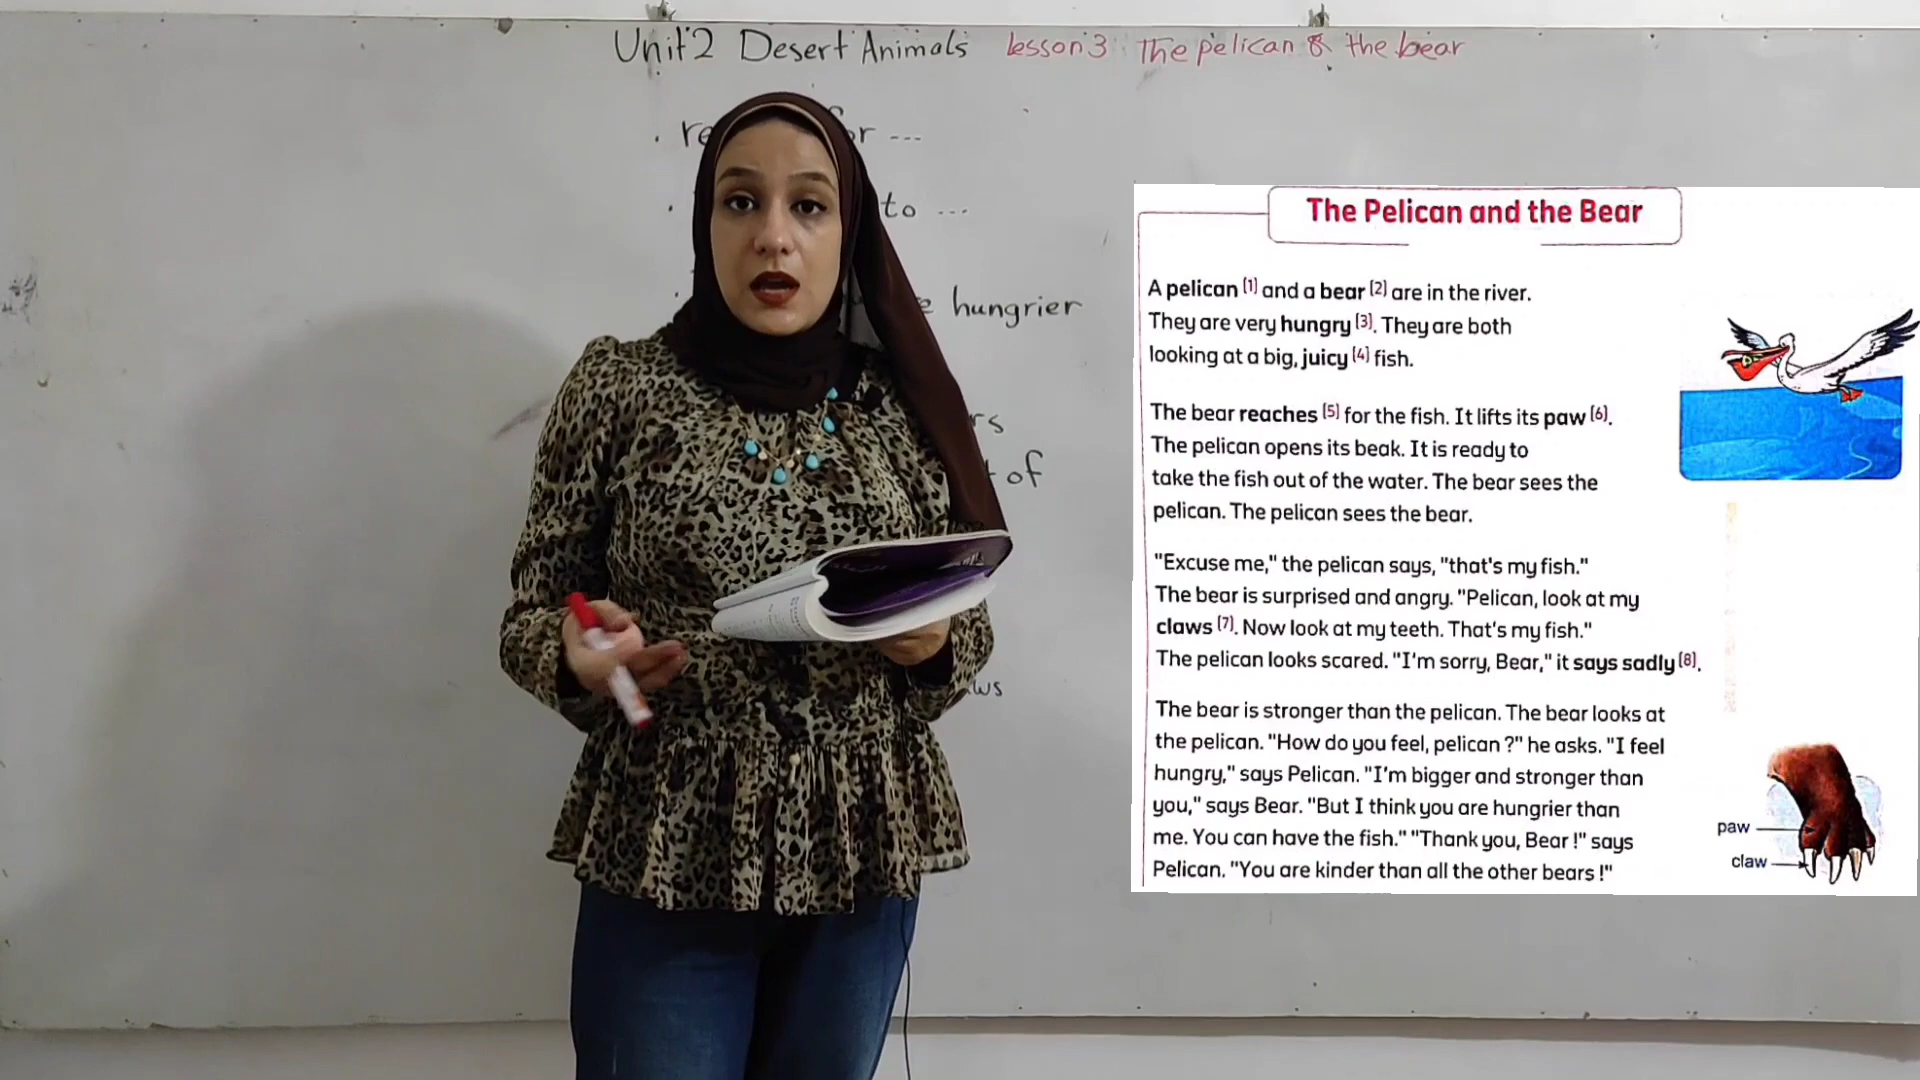 Unit 2 Desert Animals lesson 3 The pelican & the bear
or ---
to ...
hungrier
of
The Pelican and the Bear
A pelican (1) and a bear (2) are in the river.
They are very hungry (3). They are both
looking at a big, juicy (4) fish.
The bear reaches (5) for the fish. It lifts its paw (6).
The pelican opens its beak. It is ready to
take the fish out of the water. The bear sees the
pelican. The pelican sees the bear.
"Excuse me," the pelican says, "that's my fish."
The bear is surprised and angry. "Pelican, look at my
claws (7). Now look at my teeth. That's my fish."
The pelican looks scared. "I'm sorry, Bear," it says sadly (8).
The bear is stronger than the pelican. The bear looks at
the pelican. "How do you feel, pelican ?" he asks. "I feel
hungry," says Pelican. "I'm bigger and stronger than
you," says Bear. "But I think you are hungrier than
me. You can have the fish." "Thank you, Bear !" says
Pelican. "You are kinder than all the other bears !"
paw
claw